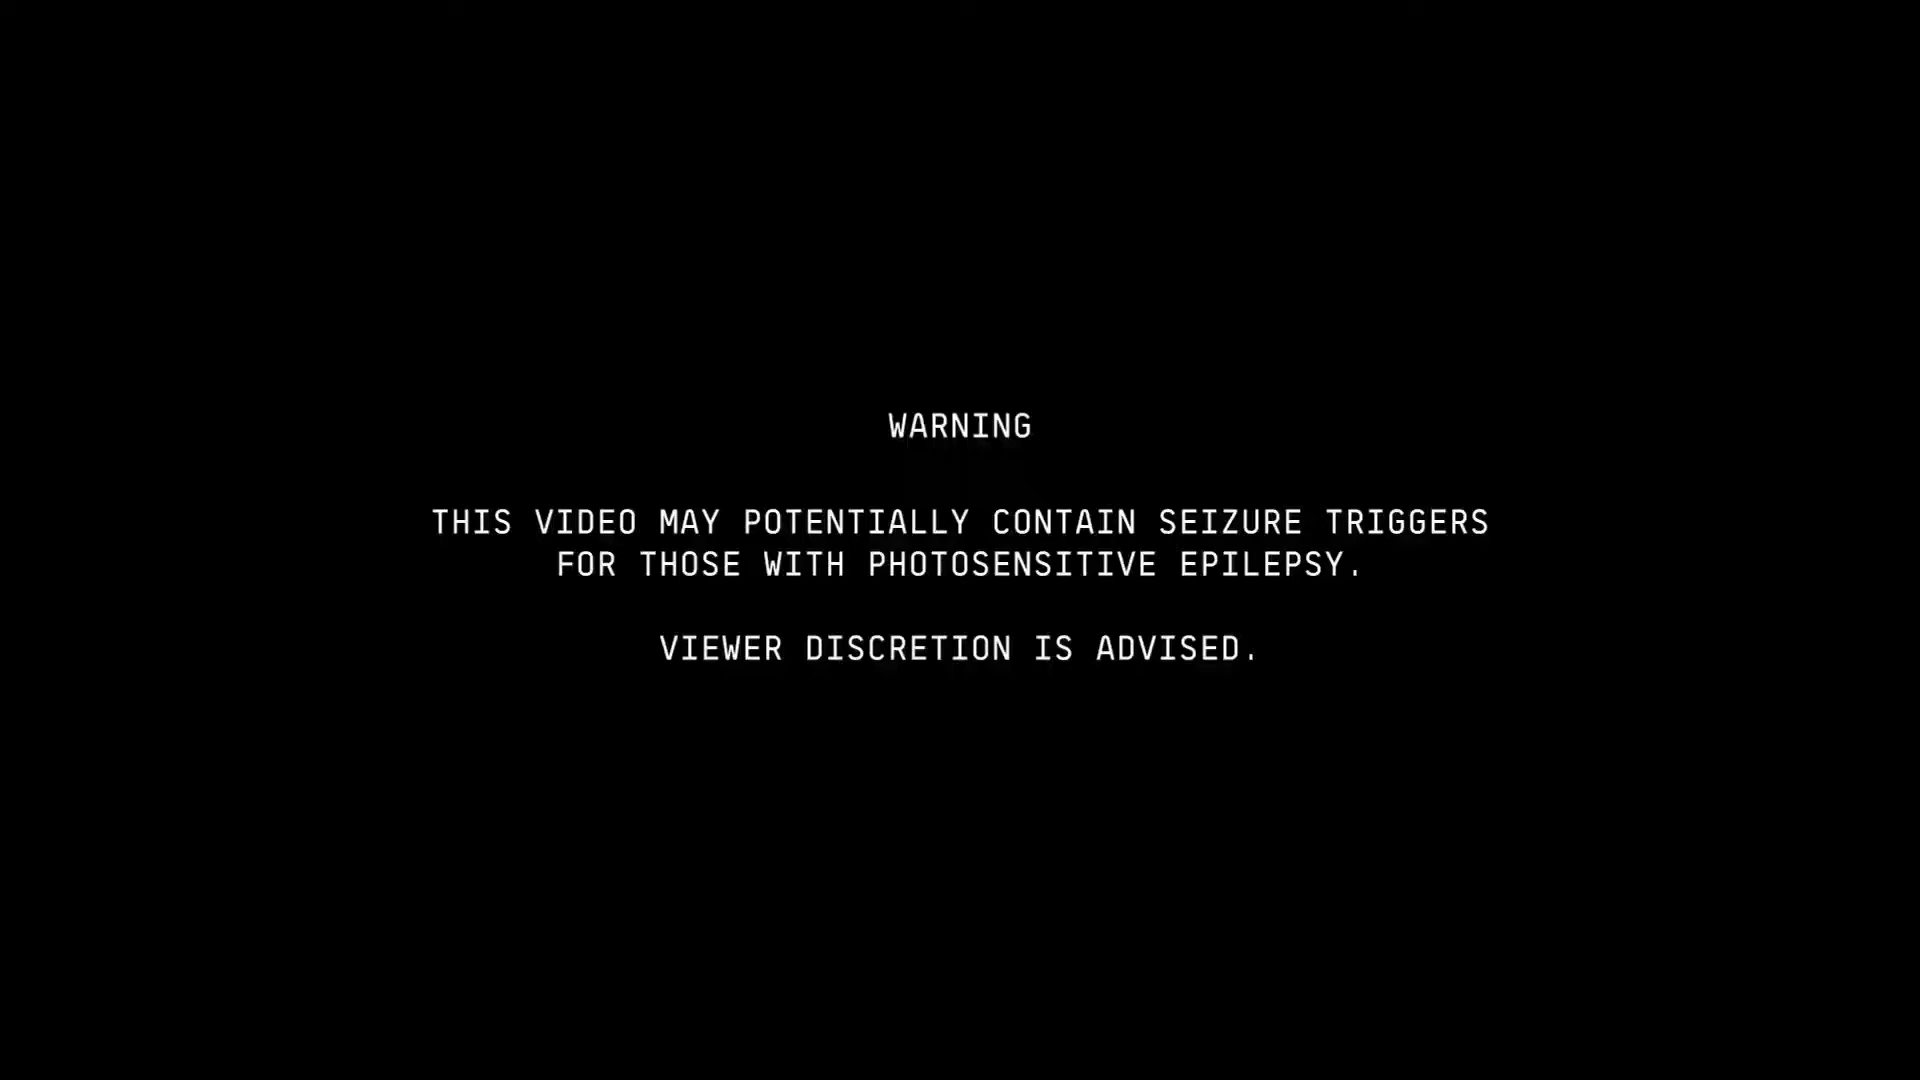 WARNING
THIS VIDEO MAY POTENTIALLY CONTAIN SEIZURE TRIGGERS
FOR THOSE WITH PHOTOSENSITIVE EPILEPSY.
VIEWER DISCRETION IS ADVISED.